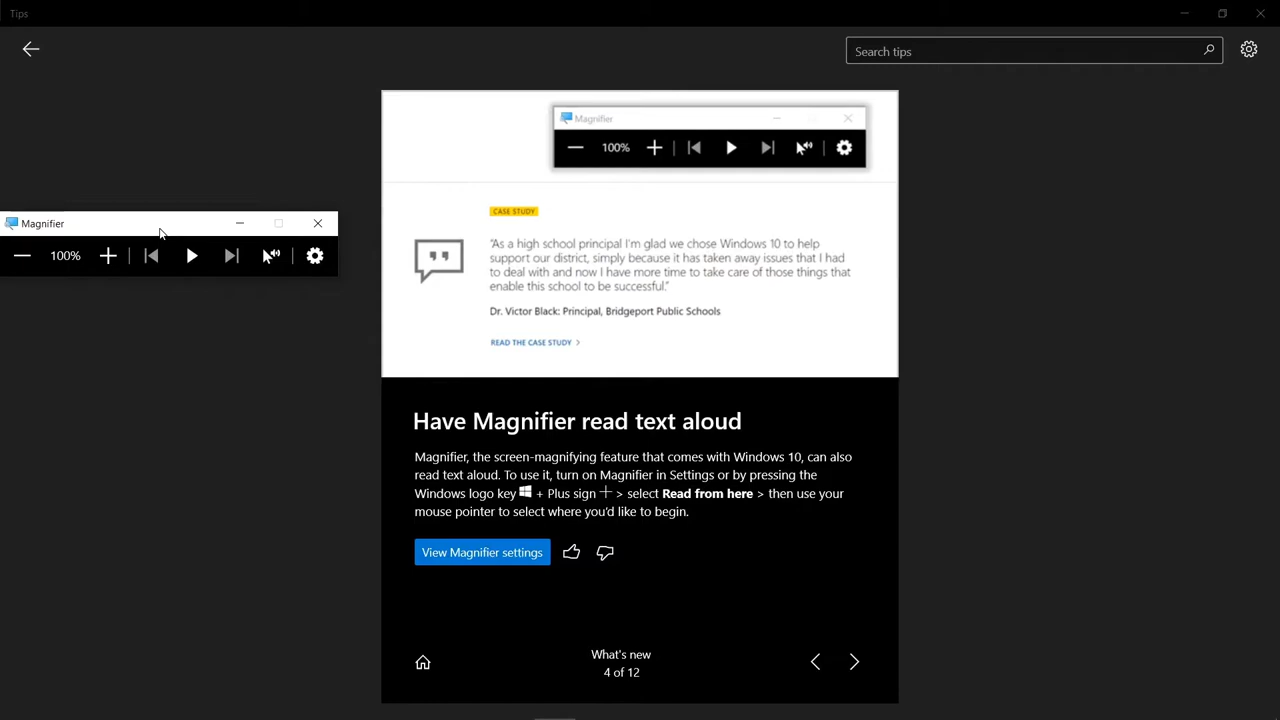 Tips
Search tips
Magnifier
100%
Magnifier
100%
CASE STUDY
"As a high school principal I'm glad we chose Windows 10 to help
support our district, simply because it has taken away issues that I had
to deal with and now I have more time to take care of those things that
enable this school to be successful."
Dr. Victor Black: Principal, Bridgeport Public Schools
READ THE CASE STUDY >
Have Magnifier read text aloud
Magnifier, the screen-magnifying feature that comes with Windows 10, can also
read text aloud. To use it, turn on Magnifier in Settings or by pressing the
Windows logo key + Plus sign + > select Read from here > then use your
mouse pointer to select where you'd like to begin.
View Magnifier settings
What's new
4 of 12